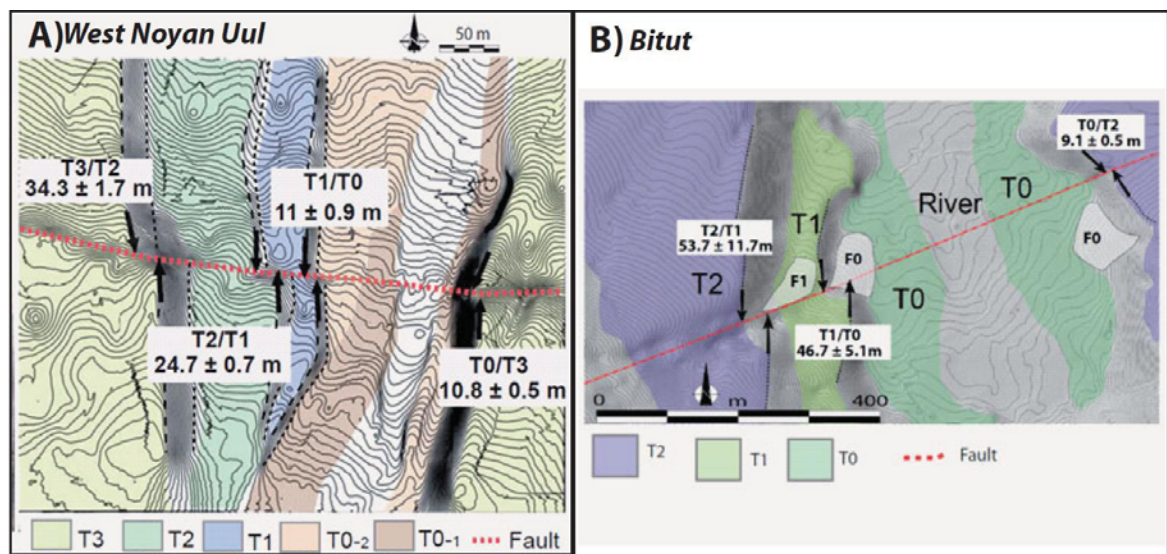 A) West Noyan Uul
50 m
T3/T2
34.3 ± 1.7 m
T1/T0
11 ± 0.9 m
T2/T1
24.7 ± 0.7 m
T0/T3
10.8 ± 0.5 m
T3 T2 T1 T0-2 T0-1 Fault
B) Bitut
T0/T2
9.1 ± 0.5 m
T0
River
T1
F0
T2/T1
53.7 ± 11.7m
F0
F1
T2
T0
T1/T0
46.7 ± 5.1m
0 m 400
T2 T1 T0 Fault